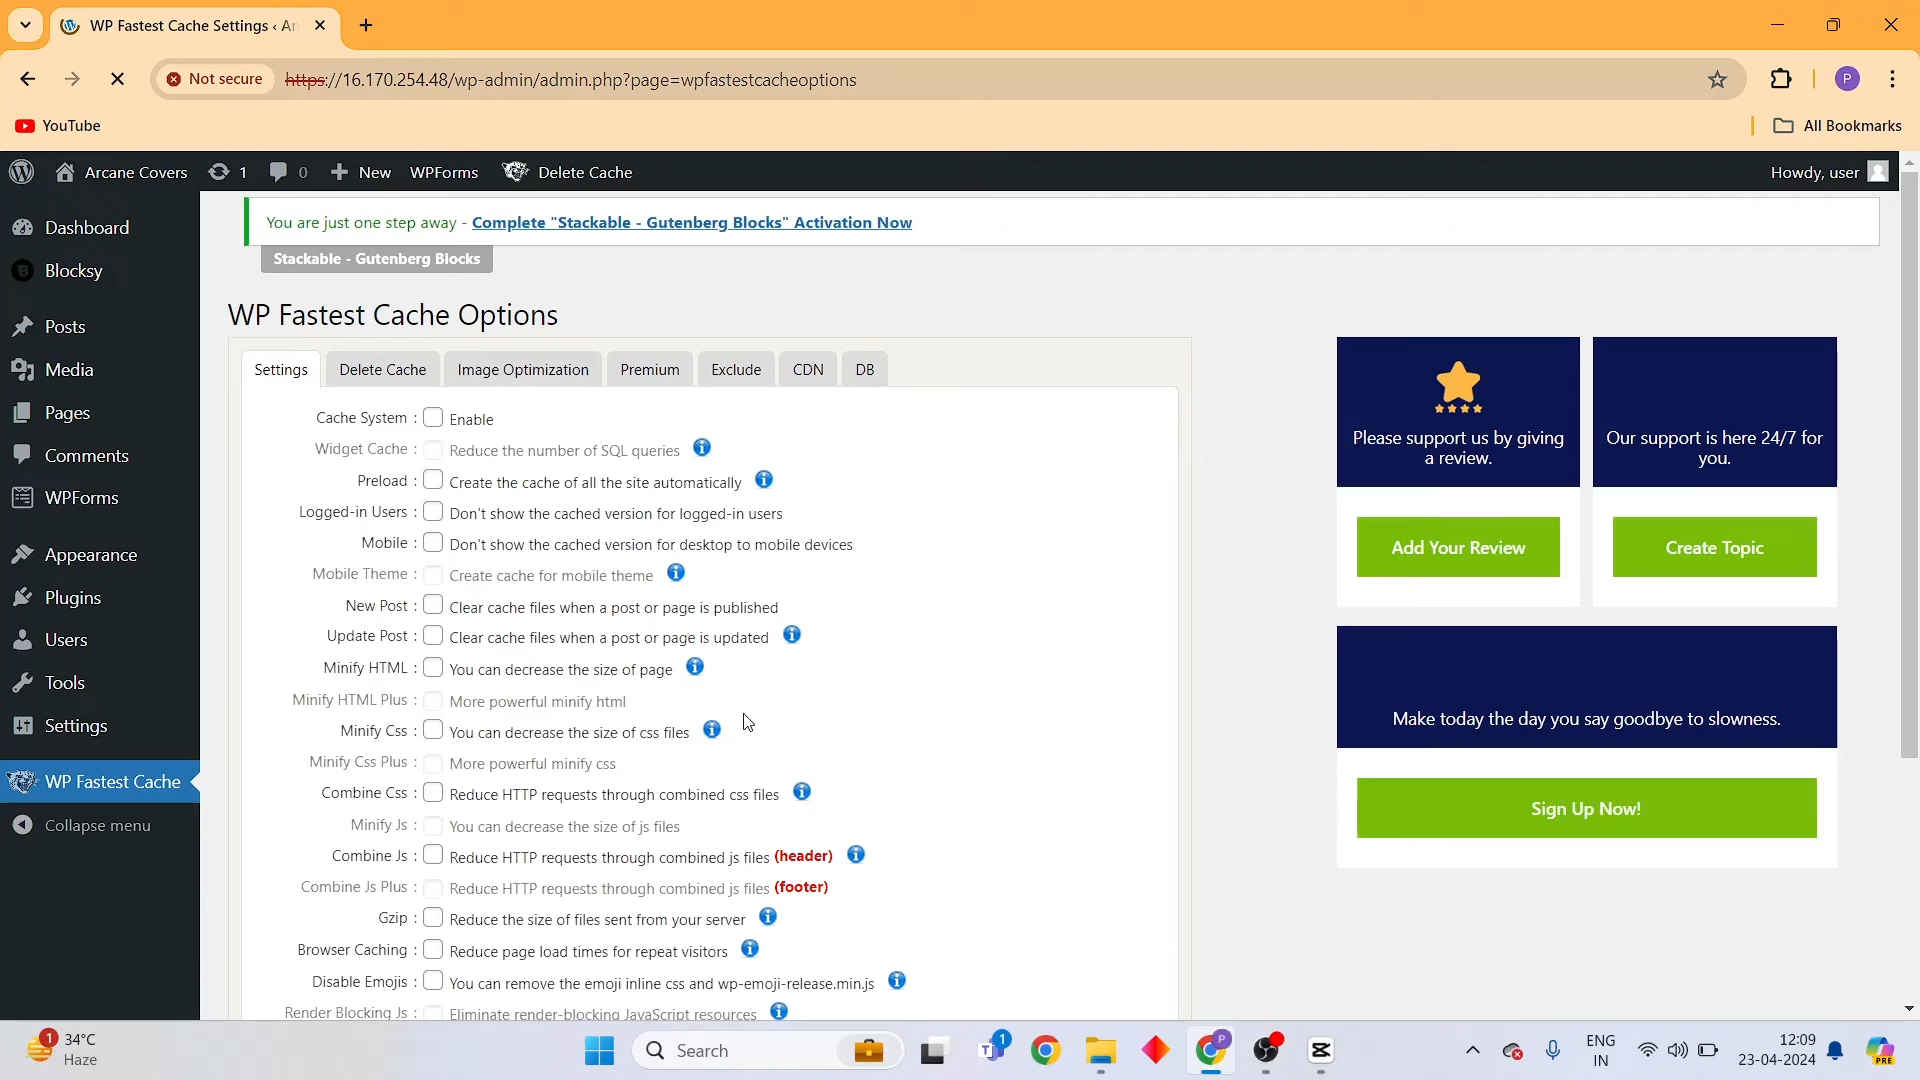 WP Fastest Cache Settings ‹ Ar
Not secure https://16.170.254.48/wp-admin/admin.php?page=wpfastestcacheoptions
P
YouTube
All Bookmarks
Arcane Covers 1 0 New WPForms Delete Cache
Howdy, user
You are just one step away - Complete "Stackable - Gutenberg Blocks" Activation Now
Stackable - Gutenberg Blocks
Dashboard
Blocksy
Posts
Media
Pages
Comments
WPForms
Appearance
Plugins
Users
Tools
Settings
WP Fastest Cache
Collapse menu
WP Fastest Cache Options
Settings Delete Cache Image Optimization Premium Exclude CDN DB
Cache System : Enable
Widget Cache : Reduce the number of SQL queries
Preload : Create the cache of all the site automatically
Logged-in Users : Don't show the cached version for logged-in users
Mobile : Don't show the cached version for desktop to mobile devices
Mobile Theme : Create cache for mobile theme
New Post : Clear cache files when a post or page is published
Update Post : Clear cache files when a post or page is updated
Minify HTML : You can decrease the size of page
Minify HTML Plus : More powerful minify html
Minify Css : You can decrease the size of css files
Minify Css Plus : More powerful minify css
Combine Css : Reduce HTTP requests through combined css files
Minify Js : You can decrease the size of js files
Combine Js : Reduce HTTP requests through combined js files (header)
Combine Js Plus : Reduce HTTP requests through combined js files (footer)
Gzip : Reduce the size of files sent from your server
Browser Caching : Reduce page load times for repeat visitors
Disable Emojis : You can remove the emoji inline css and wp-emoji-release.min.js
Render Blocking Js : Eliminate render-blocking JavaScript resources
Please support us by giving
a review.
Add Your Review
Our support is here 24/7 for
you.
Create Topic
Make today the day you say goodbye to slowness.
Sign Up Now!
1
34°C
Haze
Search
1
P
ENG
IN
12:09
23-04-2024
PRE